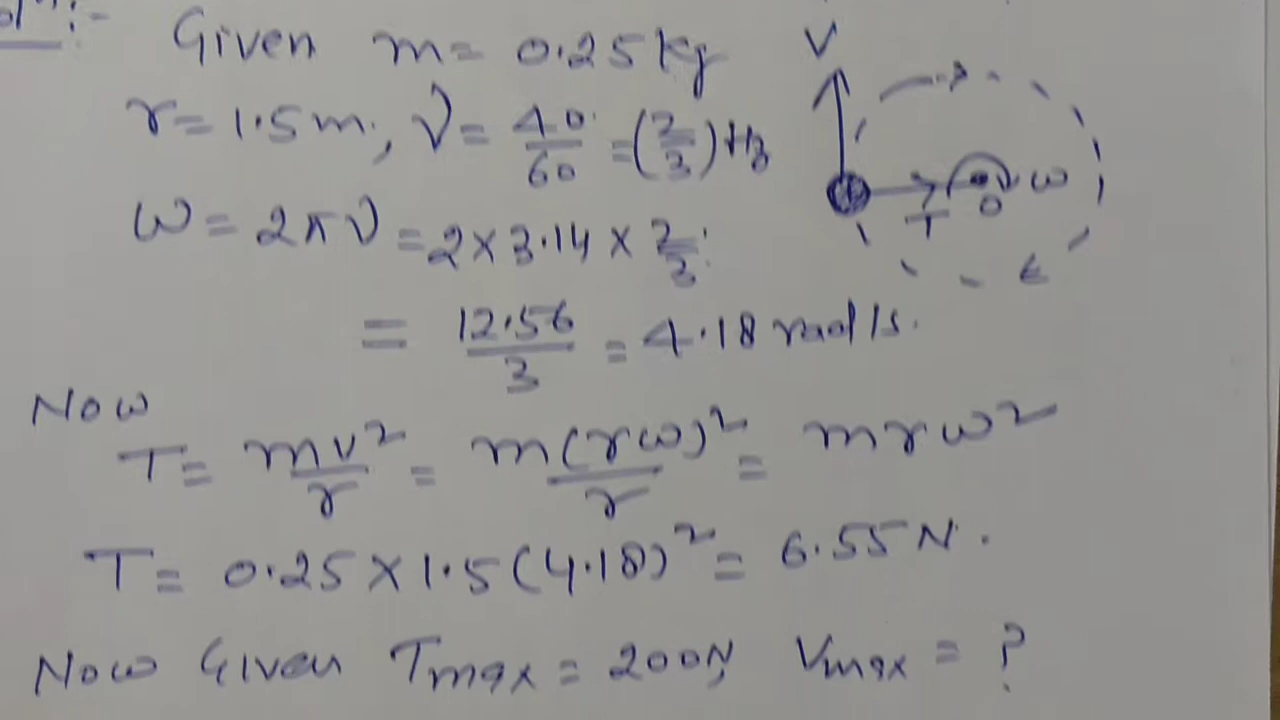 Given m = 0.25 kg
r = 1.5 m, ν = 40/60 = (2/3) Hz
ω = 2πν = 2 × 3.14 × 2/3
= 12.56/3 = 4.18 rad/s.
Now
T = mv²/r = m(rω)²/r = mrω²
T = 0.25 × 1.5 (4.18)² = 6.55 N.
Now Given Tmax = 200N, Vmax = ?
V
T O ω